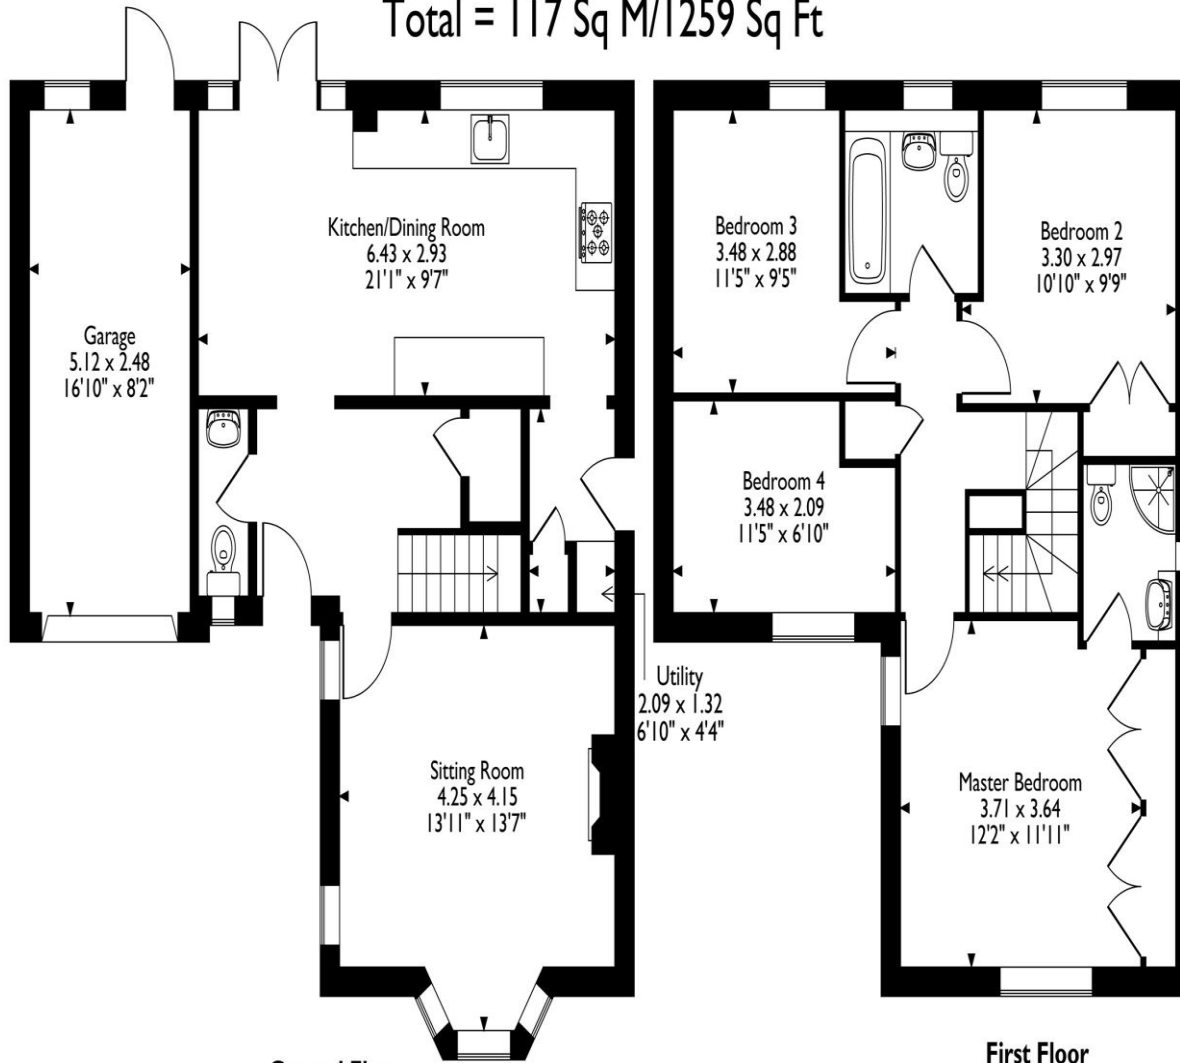 Total = 117 Sq M/1259 Sq Ft
Kitchen/Dining Room
6.43 x 2.93
21'1" x 9'7"
Garage
5.12 x 2.48
16'10" x 8'2"
Utility
2.09 x 1.32
6'10" x 4'4"
Sitting Room
4.25 x 4.15
13'11" x 13'7"
Bedroom 3
3.48 x 2.88
11'5" x 9'5"
Bedroom 2
3.30 x 2.97
10'10" x 9'9"
Bedroom 4
3.48 x 2.09
11'5" x 6'10"
Master Bedroom
3.71 x 3.64
12'2" x 11'11"
First Floor